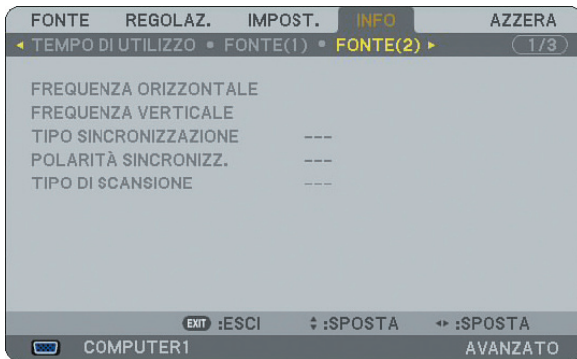 FONTE REGOLAZ. IMPOST. INFO AZZERA
TEMPO DI UTILIZZO • FONTE(1) • FONTE(2) 1/3
FREQUENZA ORIZZONTALE
FREQUENZA VERTICALE
TIPO SINCRONIZZAZIONE ---
POLARITÀ SINCRONIZZ. ---
TIPO DI SCANSIONE ---
EXIT :ESCI :SPOSTA :SPOSTA
COMPUTER1 AVANZATO